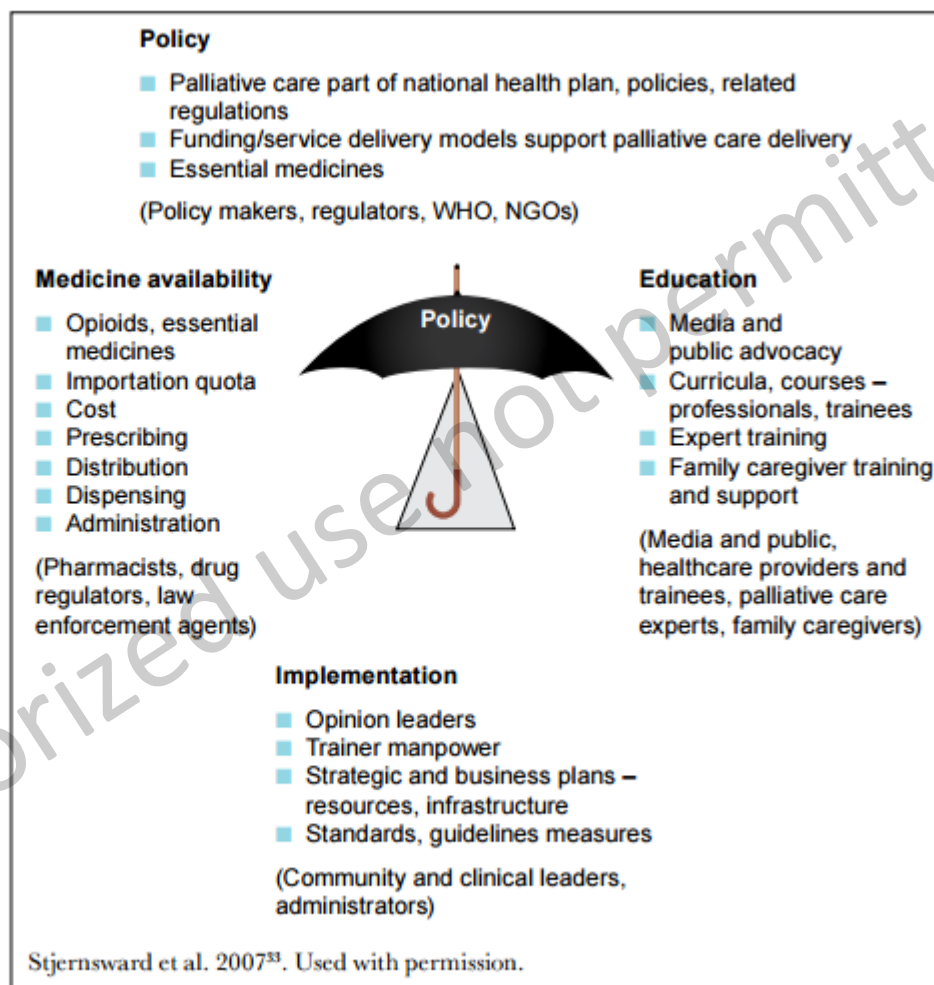 Policy
■ Palliative care part of national health plan, policies, related
regulations
■ Funding/service delivery models support palliative care delivery
■ Essential medicines
(Policy makers, regulators, WHO, NGOs)
Medicine availability
■ Opioids, essential
medicines
■ Importation quota
■ Cost
■ Prescribing
■ Distribution
■ Dispensing
■ Administration
(Pharmacists, drug
regulators, law
enforcement agents)
Policy
Education
■ Media and
public advocacy
■ Curricula, courses –
professionals, trainees
■ Expert training
■ Family caregiver training
and support
(Media and public,
healthcare providers and
trainees, palliative care
experts, family caregivers)
Implementation
■ Opinion leaders
■ Trainer manpower
■ Strategic and business plans –
resources, infrastructure
■ Standards, guidelines measures
(Community and clinical leaders,
administrators)
Stjernsward et al. 2007³³. Used with permission.
orized use not permitt